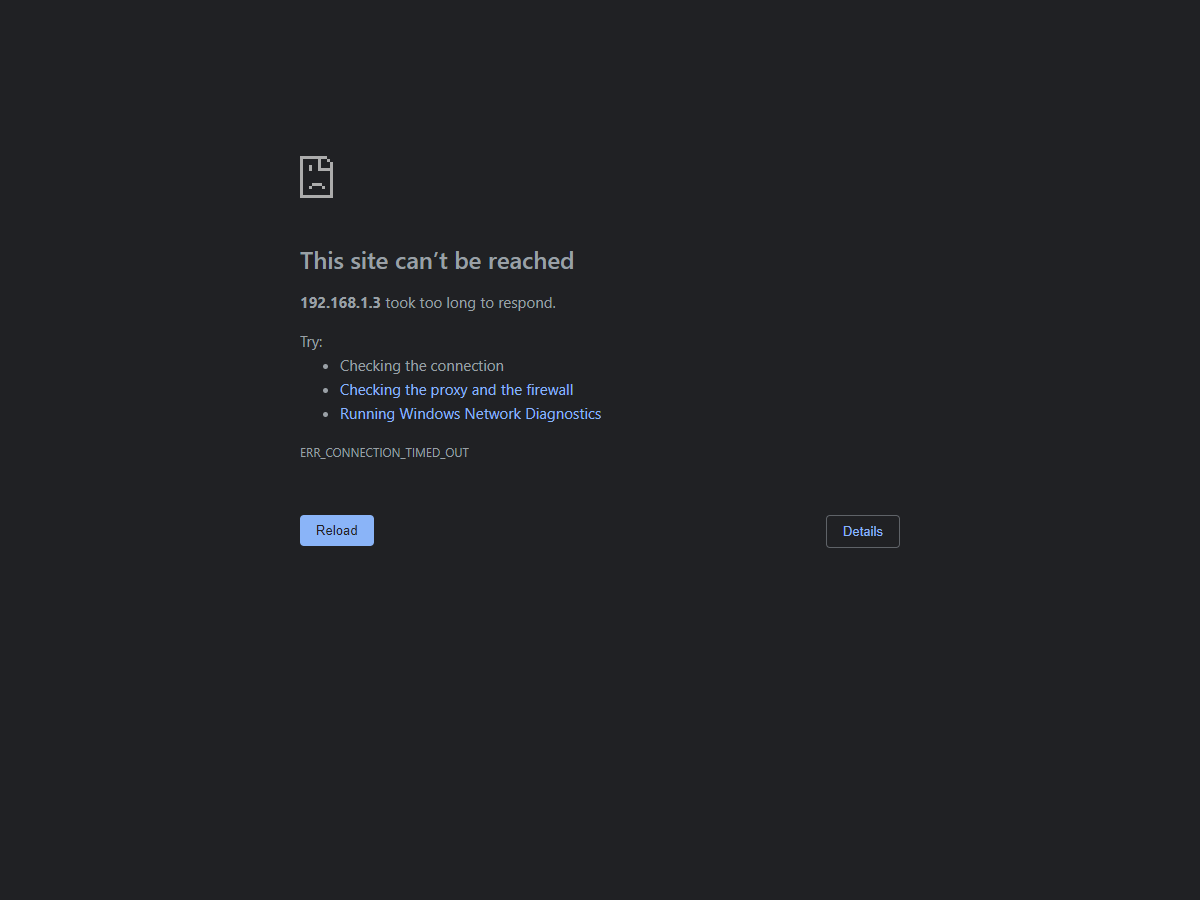 This site can’t be reached
192.168.1.3 took too long to respond.
Try:
Checking the connection
Checking the proxy and the firewall
Running Windows Network Diagnostics
ERR_CONNECTION_TIMED_OUT
Reload
Details